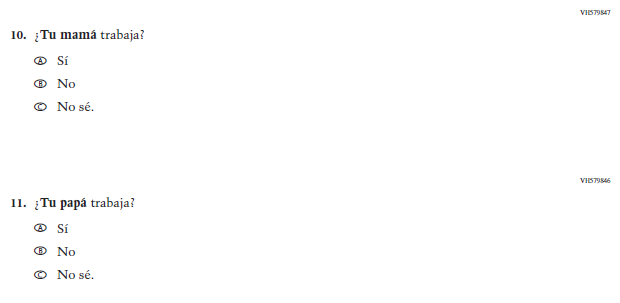 VH579847
10. ¿Tu mamá trabaja?
A Sí
B No
C No sé.
VH579846
11. ¿Tu papá trabaja?
A Sí
B No
C No sé.